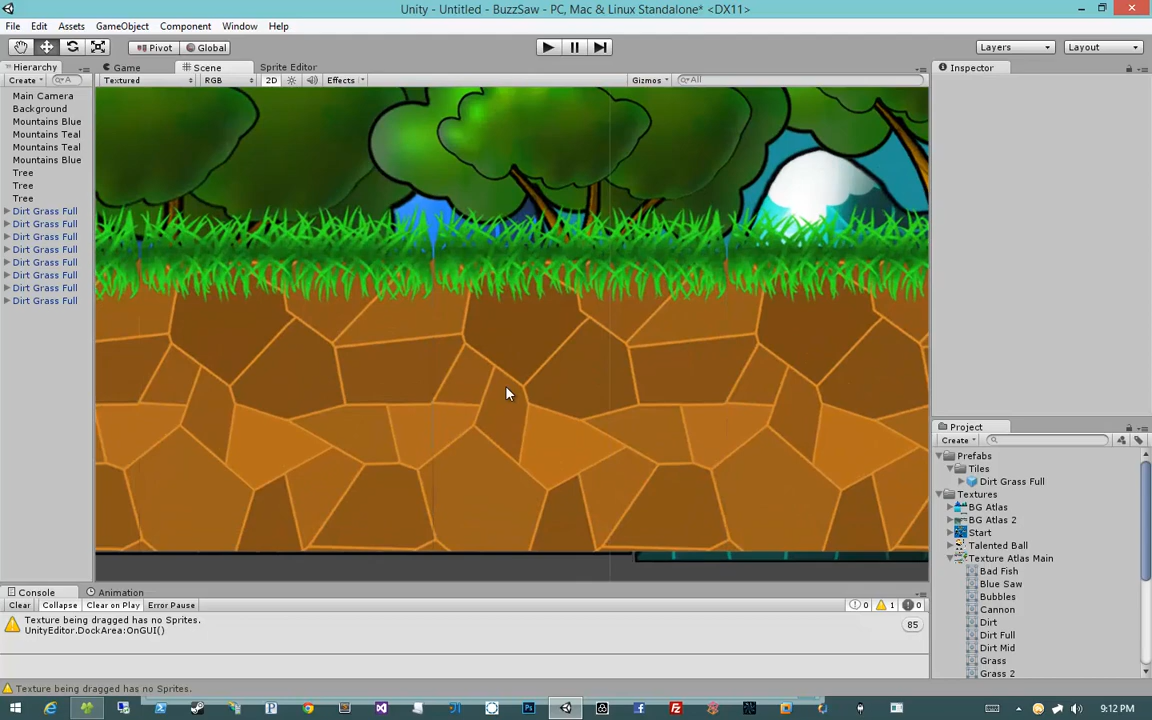 Unity - Untitled - BuzzSaw - PC, Mac & Linux Standalone* <DX11>
File Edit Assets GameObject Component Window Help
Pivot Global Layers Layout
Hierarchy Game Scene Sprite Editor Inspector
Create A Textured RGB 2D Effects Gizmos All
Main Camera
Background
Mountains Blue
Mountains Teal
Mountains Teal
Mountains Blue
Tree
Tree
Tree
Dirt Grass Full
Dirt Grass Full
Dirt Grass Full
Dirt Grass Full
Dirt Grass Full
Dirt Grass Full
Dirt Grass Full
Dirt Grass Full
Project
Create
Prefabs
Tiles
Dirt Grass Full
Textures
BG Atlas
BG Atlas 2
Start
Talented Ball
Texture Atlas Main
Bad Fish
Blue Saw
Bubbles
Cannon
Dirt
Dirt Full
Dirt Mid
Grass
Grass 2
Console Animation
Clear Collapse Clear on Play Error Pause 0 1 0
Texture being dragged has no Sprites.
UnityEditor.DockArea:OnGUI()
85
Texture being dragged has no Sprites.
9:12 PM